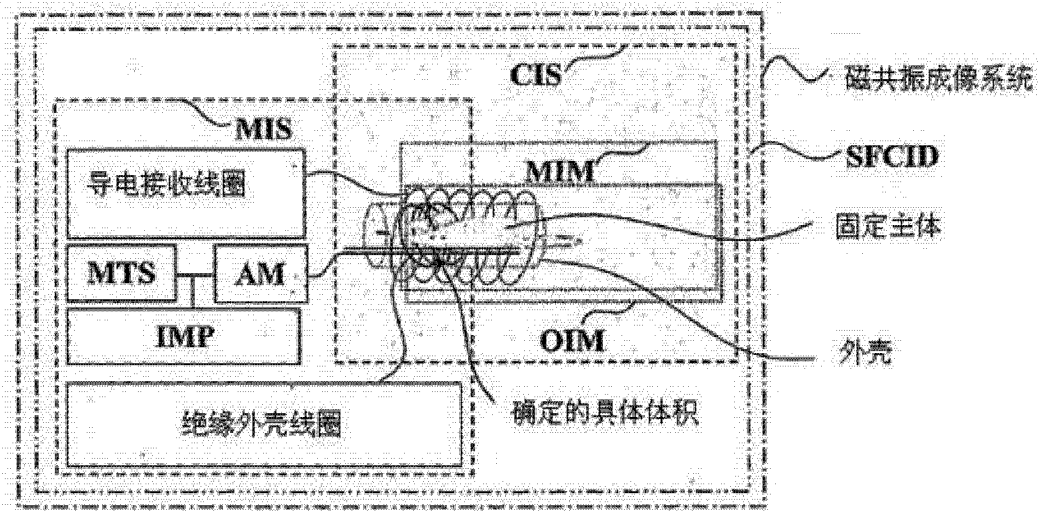 CIS
磁共振成像系统
MIS
SFCID
MIM
导电接收线圈
固定主体
MTS
AM
IMP
OIM
外壳
确定的具体体积
绝缘外壳线圈